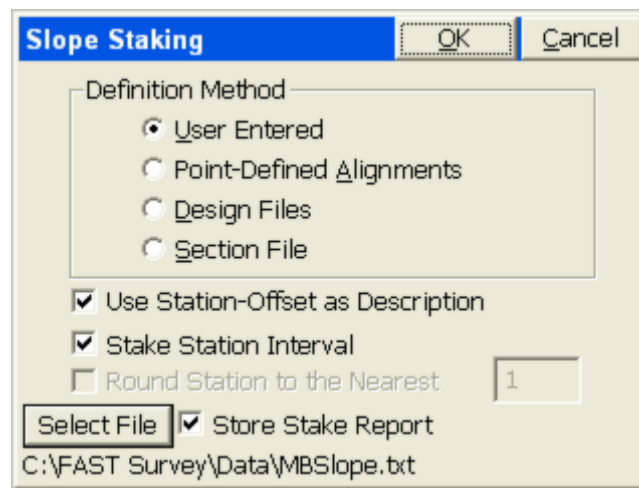 Slope Staking OK Cancel
Definition Method
User Entered
Point-Defined Alignments
Design Files
Section File
Use Station-Offset as Description
Stake Station Interval
Round Station to the Nearest 1
Select File Store Stake Report
C:\FAST Survey\Data\MBSlope.txt